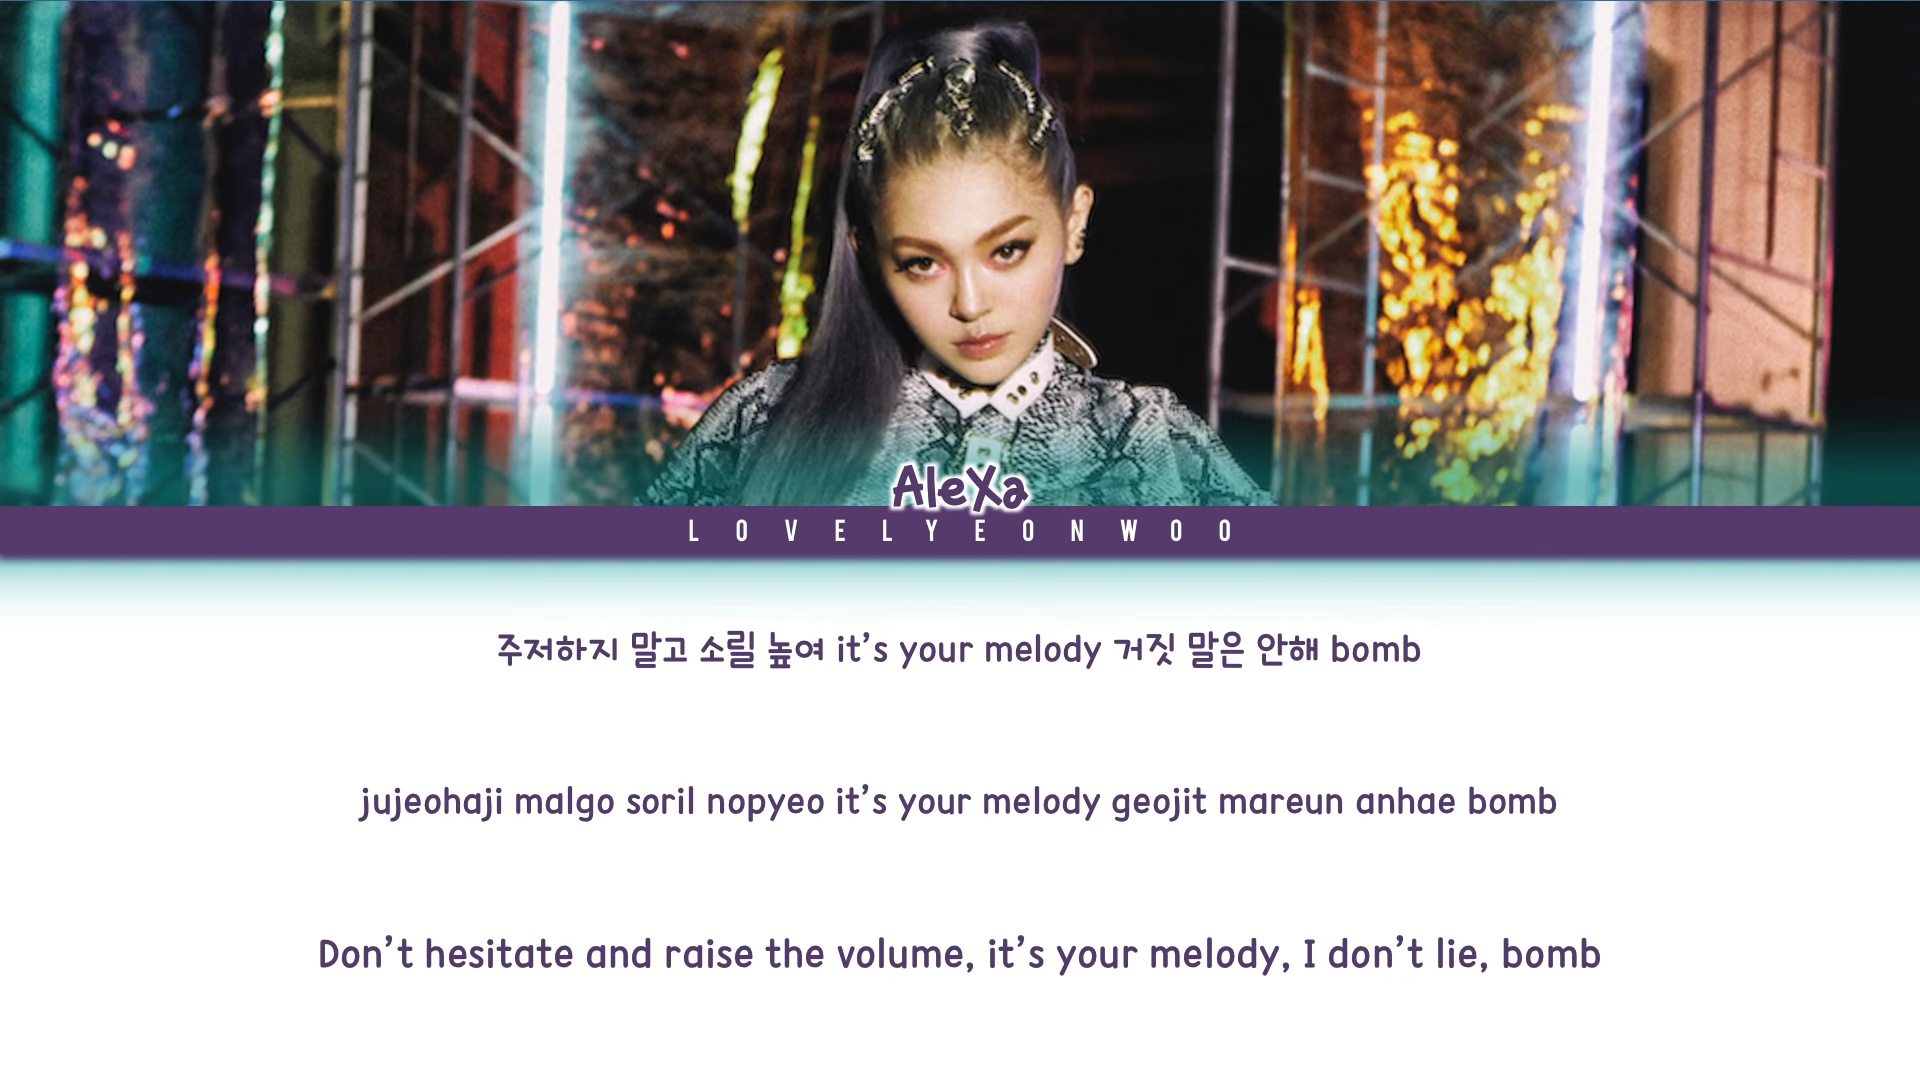 AleXa
LOVELYEONWOO
주저하지 말고 소릴 높여 it’s your melody 거짓 말은 안해 bomb
jujeohaji malgo soril nopyeo it’s your melody geojit mareun anhae bomb
Don’t hesitate and raise the volume, it’s your melody, I don’t lie, bomb